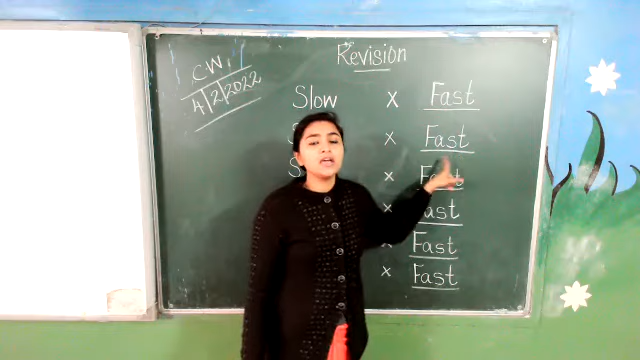 Revision
C.W.
4/2/2022
Slow x Fast
S x Fast
S x Fast
x Fast
x Fast
x Fast